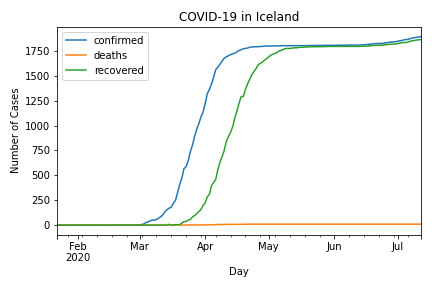 COVID-19 in Iceland
confirmed
deaths
recovered
Number of Cases
1750
1500
1250
1000
750
500
250
0
Feb
2020
Mar
Apr
May
Jun
Jul
Day